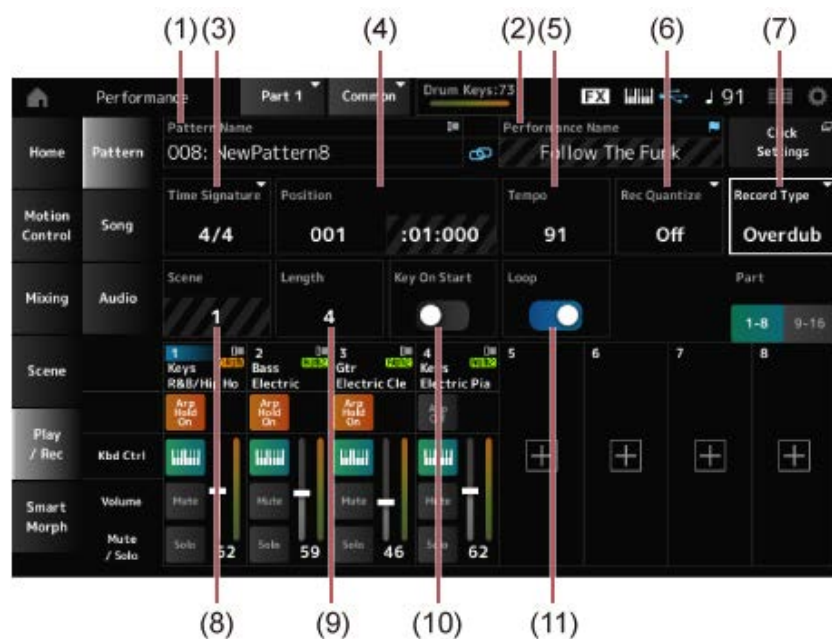 (1) (3) (4) (2) (5) (6) (7)
Performance Part 1 Common Drum Keys:73 FX 91
Home Pattern Pattern Name Performance Name Click Settings
008: NewPattern8 Follow The Funk
Motion Control Song Time Signature Position Tempo Rec Quantize Record Type
4/4 001 :01:000 91 Off Overdub
Mixing Audio Scene Length Key On Start Loop Part
1 4 1-8 9-16
Scene 1 2 3 4 5 6 7 8
Keys Bass Gtr Keys
R&B/Hip Ho Electric Electric Cle Electric Pia
Arp Hold On Arp Hold On Arp Hold On Arp Off
Play / Rec Kbd Ctrl
Smart Morph Volume Mute Mute Mute Mute
Mute / Solo Solo Solo Solo Solo
52 59 46 62
(8) (9) (10) (11)